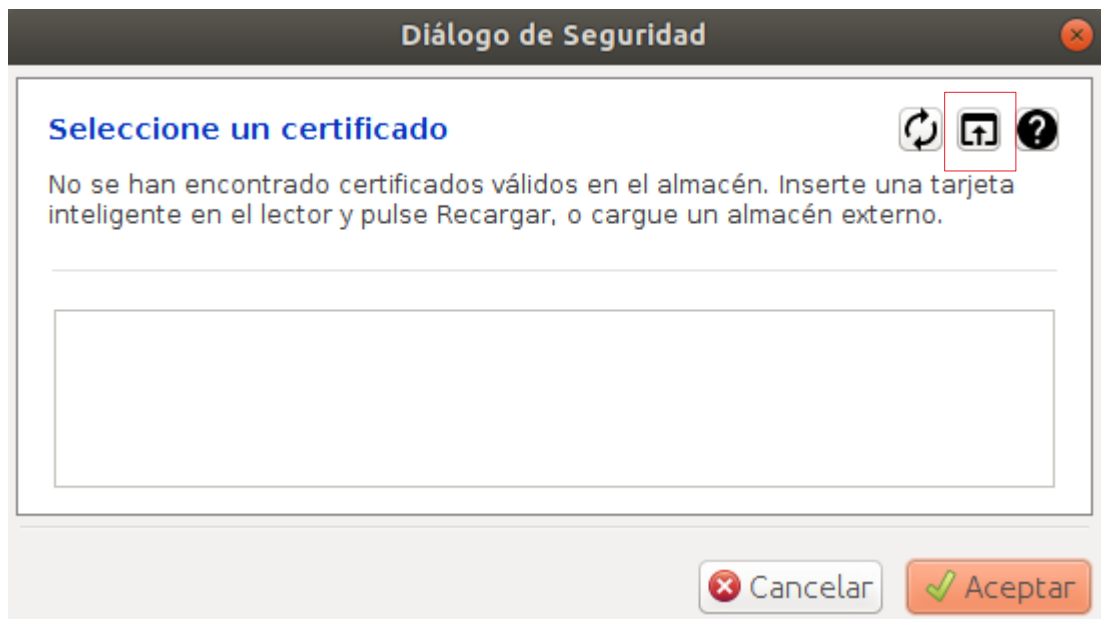 Diálogo de Seguridad
Seleccione un certificado
No se han encontrado certificados válidos en el almacén. Inserte una tarjeta
inteligente en el lector y pulse Recargar, o cargue un almacén externo.
Cancelar
Aceptar